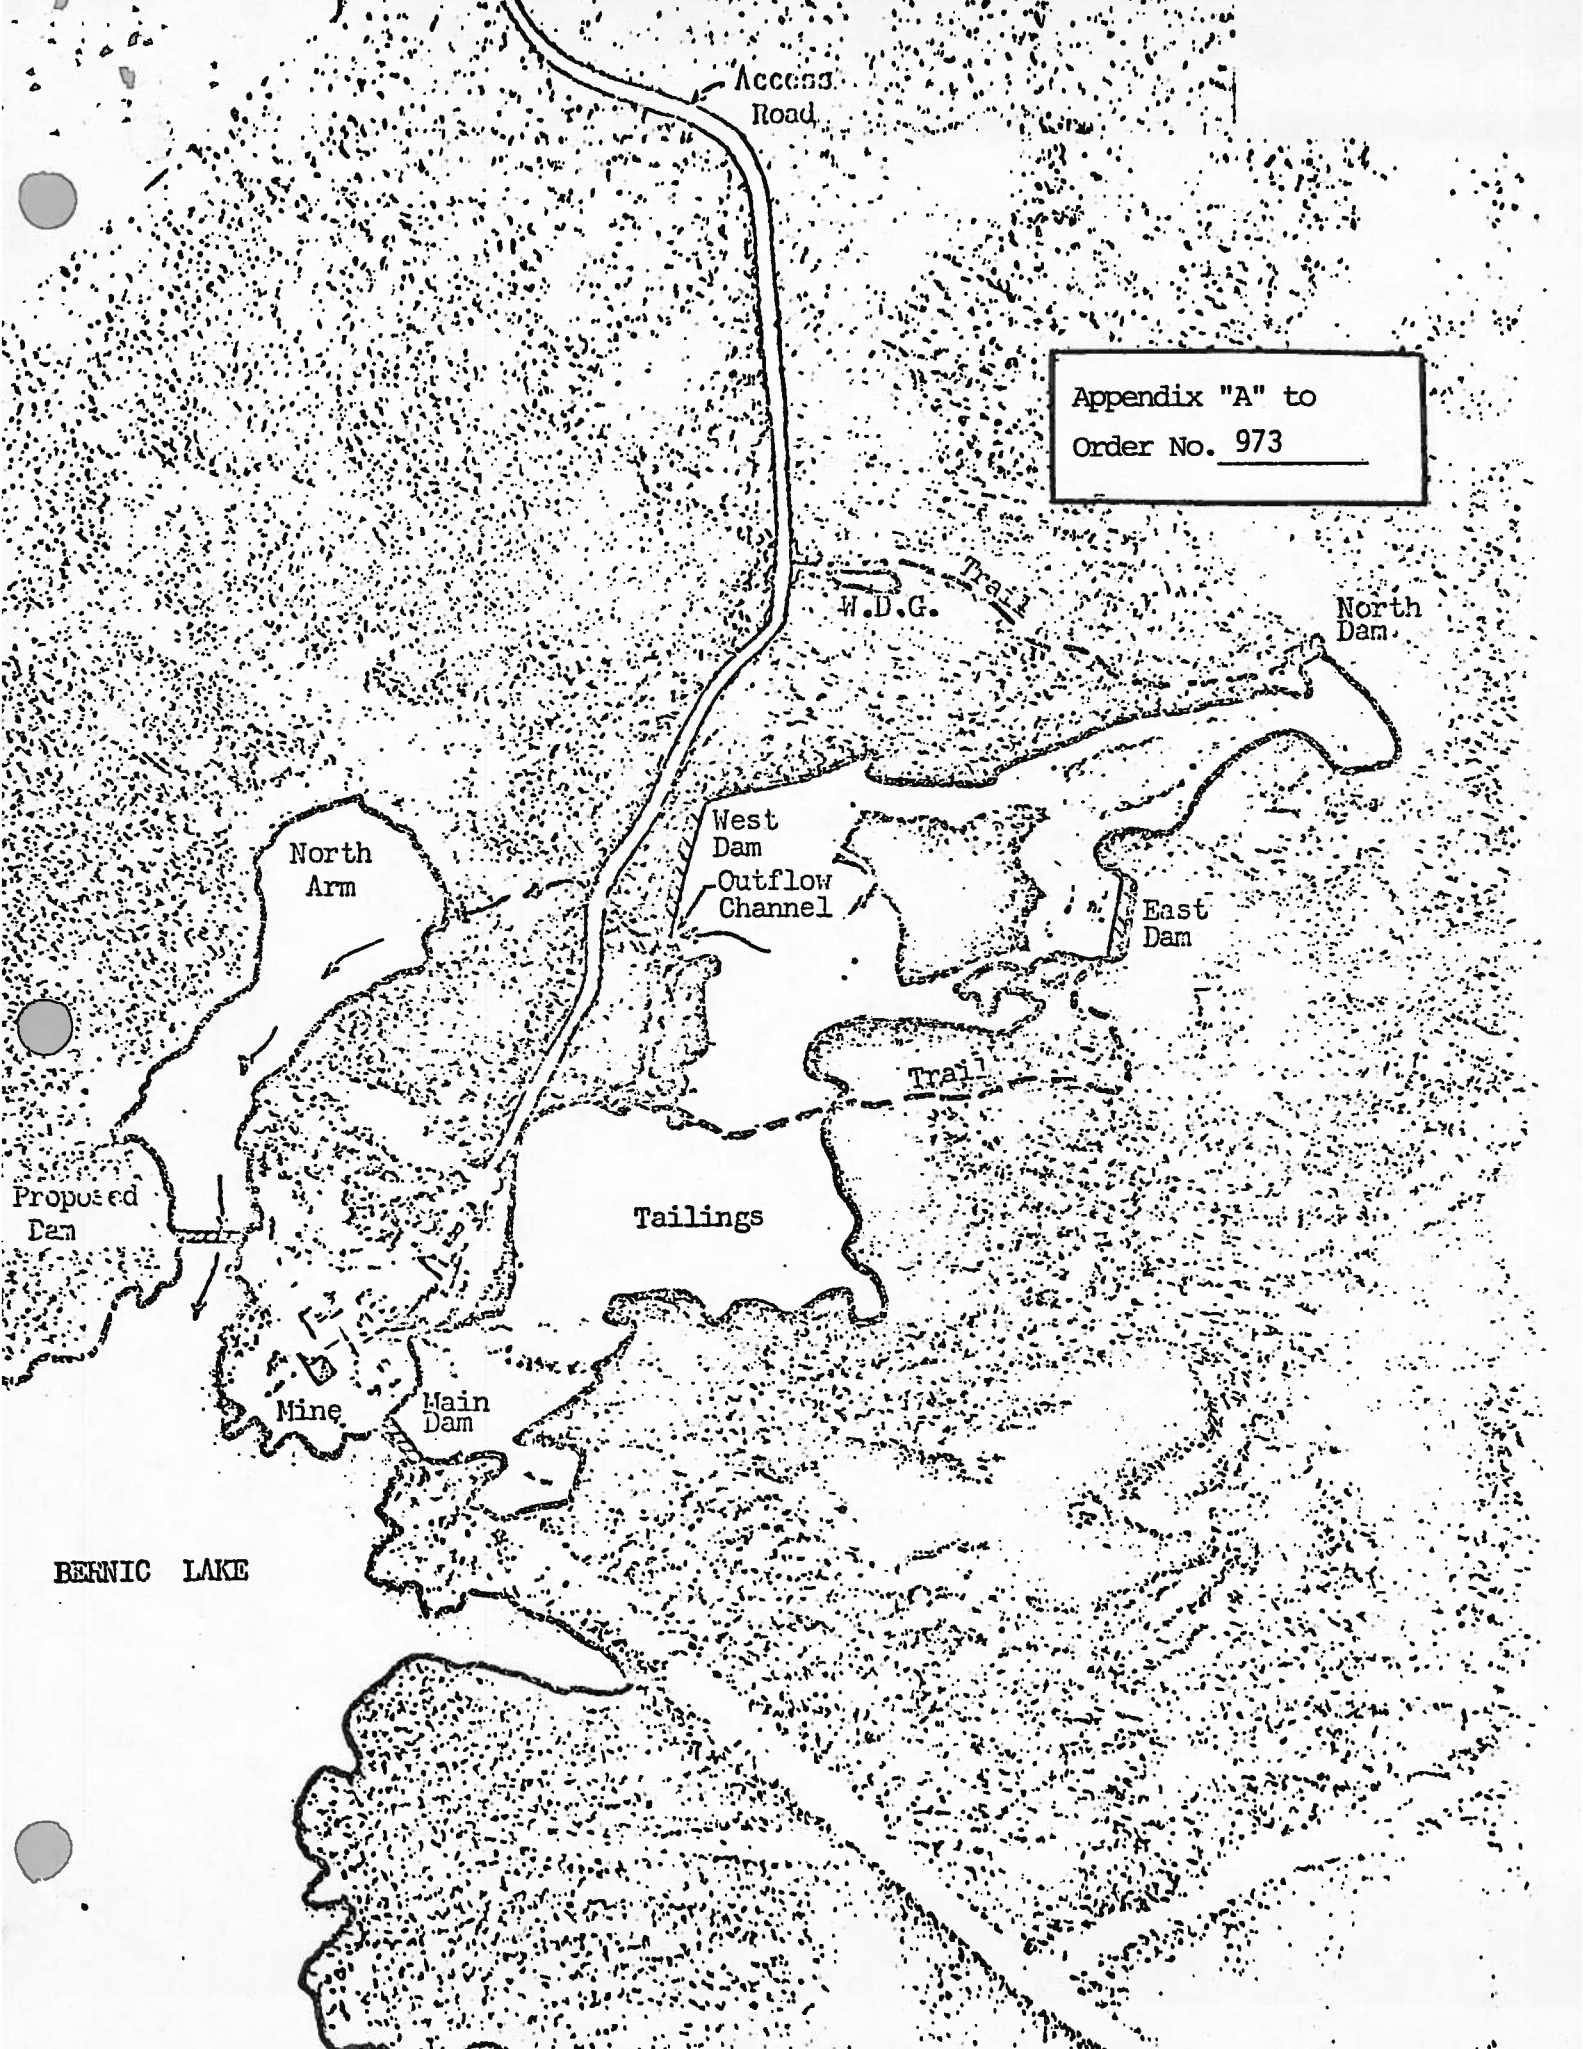 Access
Road
Appendix "A" to
Order No. 973
Trail
W.D.G.
North
Dam
West
Dam
Outflow
Channel
North
Arm
East
Dam
Trail
Proposed
Dam
Tailings
Mine
Main
Dam
BERNIC LAKE